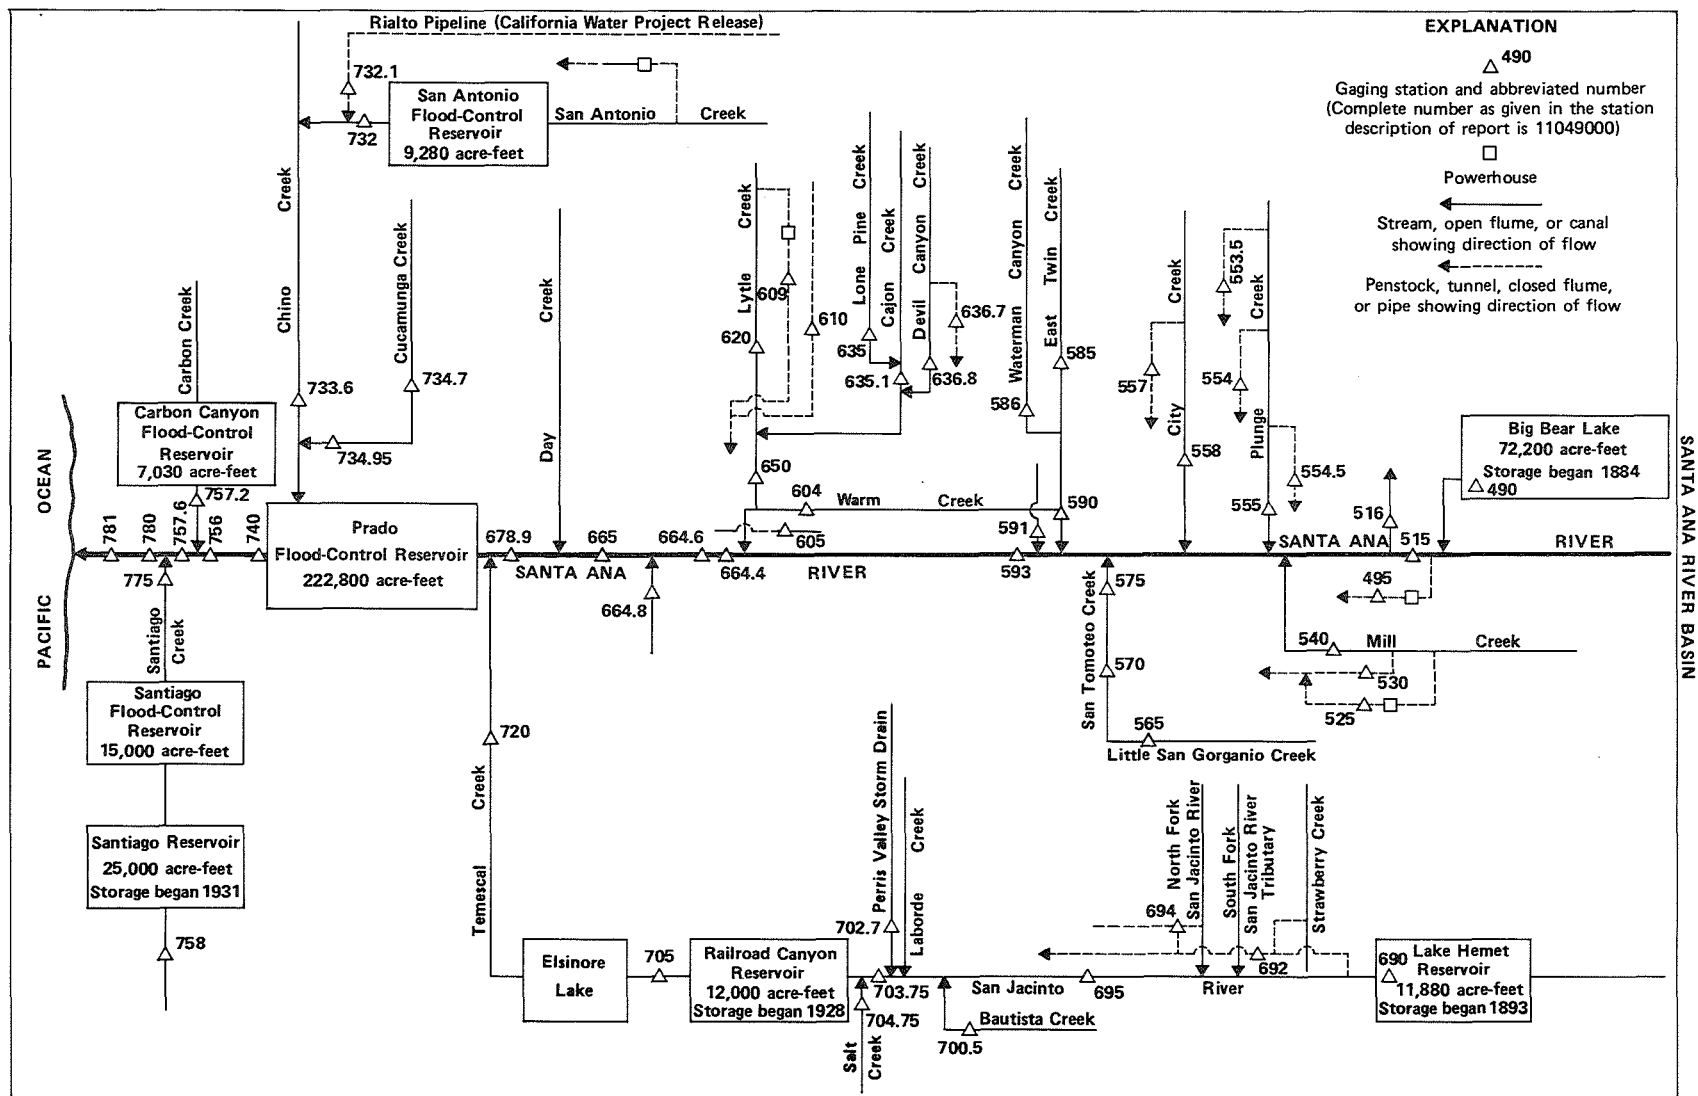 Rialto Pipeline (California Water Project Release)
732.1
San Antonio
Flood-Control
Reservoir
9,280 acre-feet
732
San Antonio Creek
EXPLANATION
490
Gaging station and abbreviated number
(Complete number as given in the station
description of report is 11049000)
Powerhouse
Stream, open flume, or canal
showing direction of flow
Penstock, tunnel, closed flume,
or pipe showing direction of flow
Chino Creek
Cucamunga Creek
Carbon Creek
733.6
734.7
734.95
Carbon Canyon
Flood-Control
Reservoir
7,030 acre-feet
757.2
Day Creek
Lytle Creek
609
610
620
650
Lone Pine Creek
Cajon Creek
Devil Canyon Creek
635
635.1
636.7
636.8
Waterman Canyon Creek
East Twin Creek
585
586
City Creek
557
558
Plunge Creek
553.5
554
554.5
555
516
Big Bear Lake
72,200 acre-feet
Storage began 1884
490
604
Warm Creek
590
591
605
PACIFIC OCEAN
781
780
757.6
756
740
Prado
Flood-Control Reservoir
222,800 acre-feet
678.9
665
664.6
664.4
593
515
SANTA ANA RIVER
SANTA ANA RIVER
SANTA ANA RIVER BASIN
775
Santiago Creek
664.8
575
570
San Tomoteo Creek
565
Little San Gorganio Creek
495
540
Mill Creek
530
525
Santiago
Flood-Control
Reservoir
15,000 acre-feet
Santiago Reservoir
25,000 acre-feet
Storage began 1931
758
720
Temescal Creek
Elsinore
Lake
705
Railroad Canyon
Reservoir
12,000 acre-feet
Storage began 1928
Perris Valley Storm Drain
702.7
Laborde Creek
703.75
704.75
Salt Creek
San Jacinto River
Bautista Creek
700.5
695
North Fork
San Jacinto River
694
South Fork
San Jacinto River
Tributary
692
Strawberry Creek
690
Lake Hemet
Reservoir
11,880 acre-feet
Storage began 1893